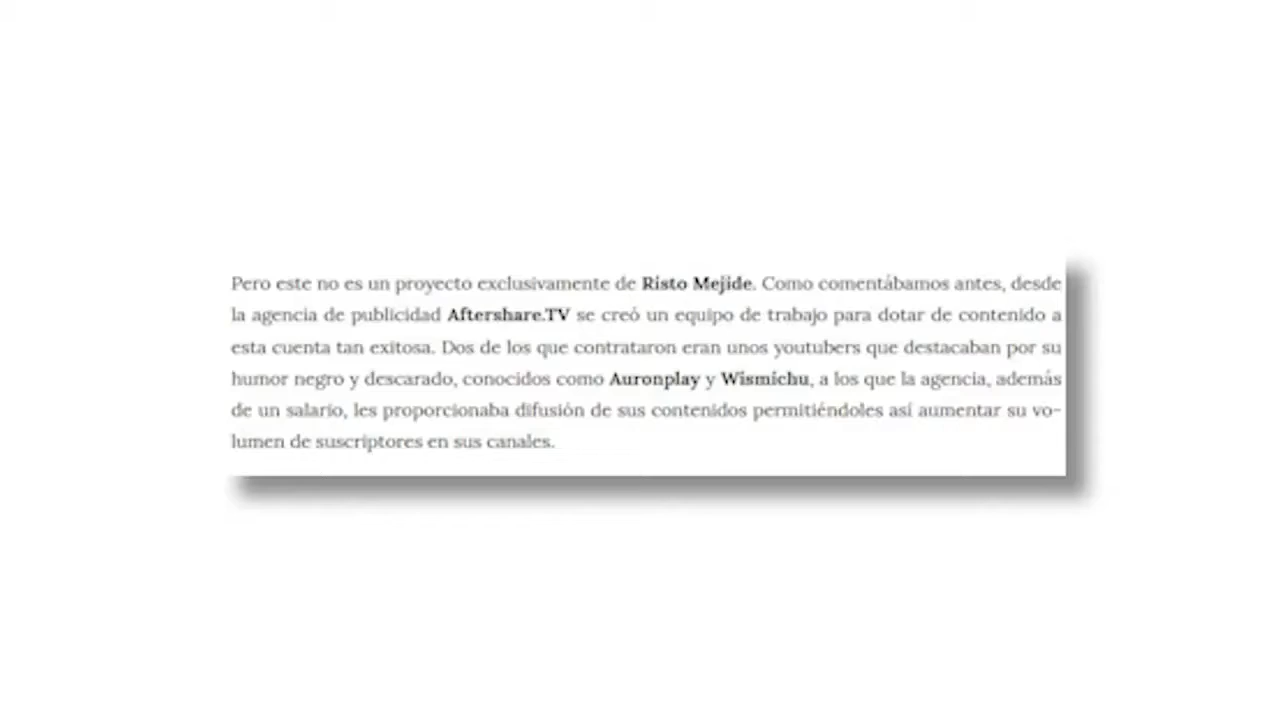 Pero este no es un proyecto exclusivamente de Risto Mejide. Como comentábamos antes, desde
la agencia de publicidad Aftershare.TV se creó un equipo de trabajo para dotar de contenido a
esta cuenta tan exitosa. Dos de los que contrataron eran unos youtubers que destacaban por su
humor negro y descarado, conocidos como Auronplay y Wismichu, a los que la agencia, además
de un salario, les proporcionaba difusión de sus contenidos permitiéndoles así aumentar su vo-
lumen de suscriptores en sus canales.